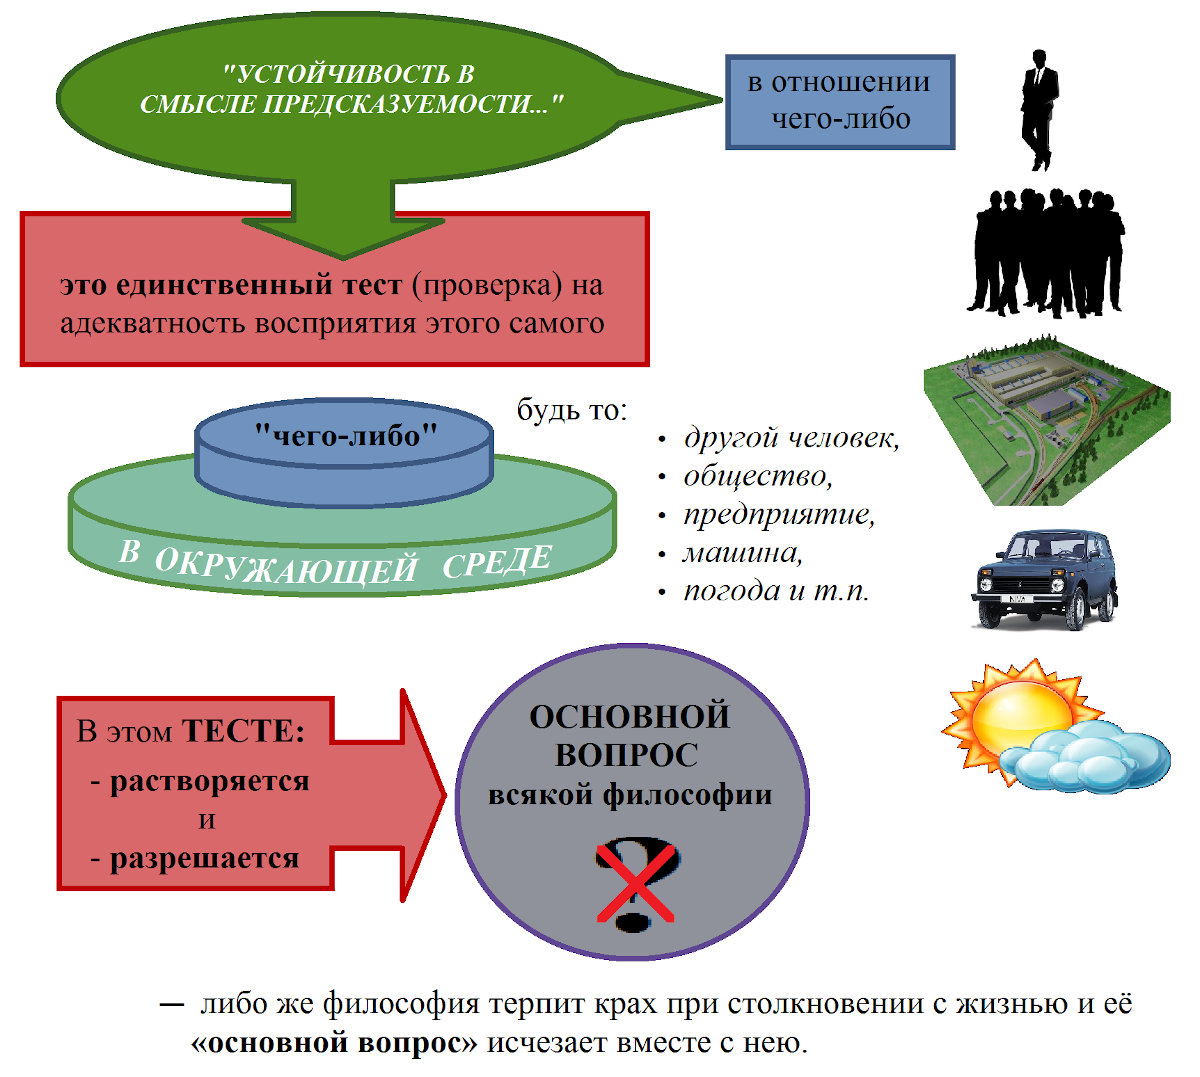 "УСТОЙЧИВОСТЬ В
СМЫСЛЕ ПРЕДСКАЗУЕМОСТИ..."
в отношении
чего-либо
это единственный тест (проверка) на
адекватность восприятия этого самого
"чего-либо"
В ОКРУЖАЮЩЕЙ СРЕДЕ
будь то:
• другой человек,
• общество,
• предприятие,
• машина,
• погода и т.п.
NIVA
В этом ТЕСТЕ:
- растворяется
и
- разрешается
ОСНОВНОЙ
ВОПРОС
всякой философии
?
— либо же философия терпит крах при столкновении с жизнью и её
«основной вопрос» исчезает вместе с нею.